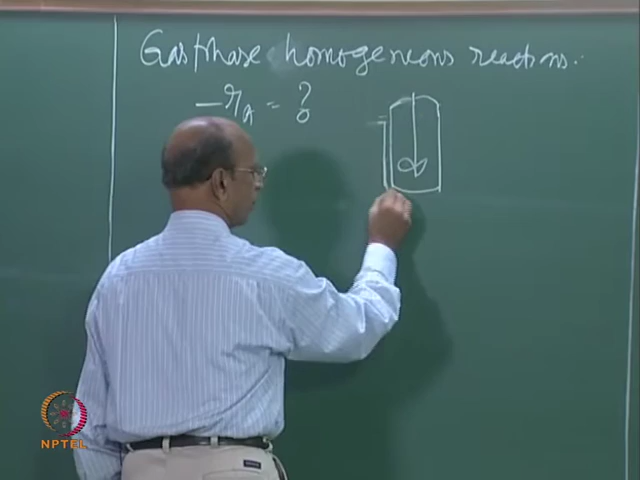 Gas phase homogeneous reactions.
-r_A = ?
NPTEL